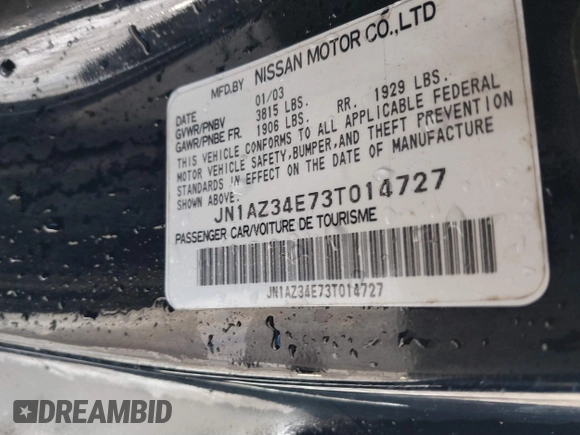 MFD.BY NISSAN MOTOR CO.,LTD
DATE 01/03
GVWR/PNBV 3815 LBS.
GAWR/PNBE FR. 1906 LBS. RR. 1929 LBS.
THIS VEHICLE CONFORMS TO ALL APPLICABLE FEDERAL
MOTOR VEHICLE SAFETY,BUMPER,AND THEFT PREVENTION
STANDARDS IN EFFECT ON THE DATE OF MANUFACTURE
SHOWN ABOVE.
JN1AZ34E73T014727
PASSENGER CAR/VOITURE DE TOURISME
JN1AZ34E73T014727
DREAMBID